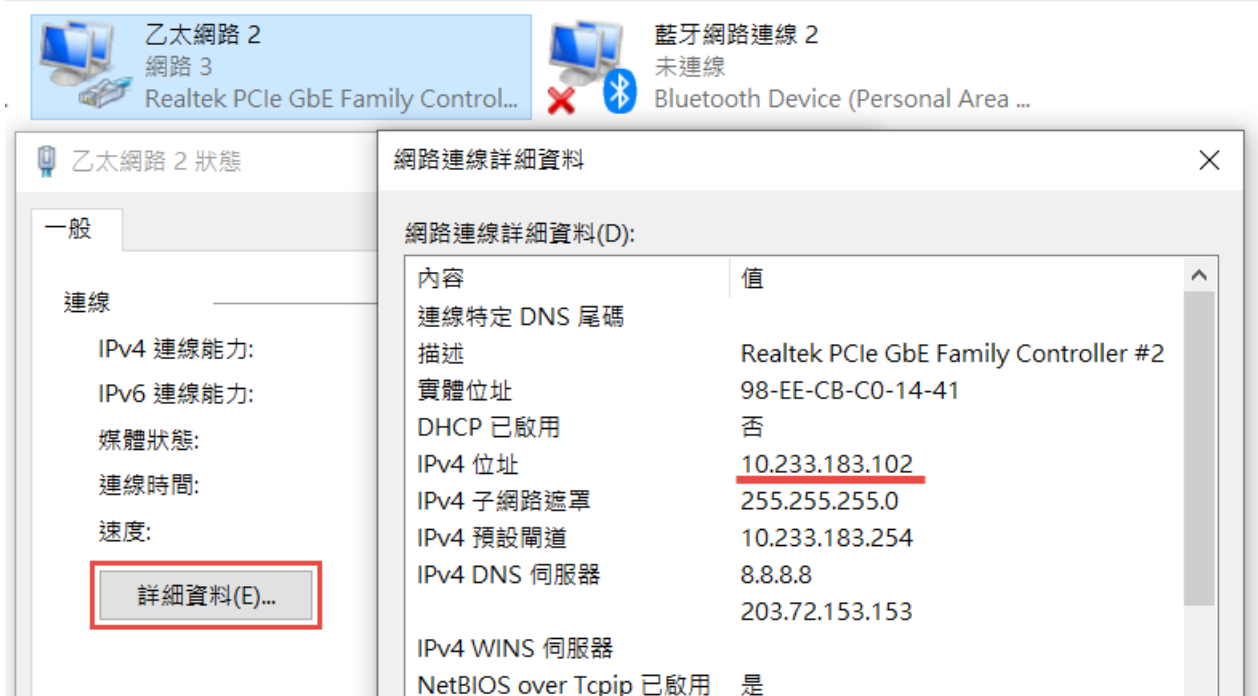 乙太網路 2
網路 3
Realtek PCIe GbE Family Control...
藍牙網路連線 2
未連線
Bluetooth Device (Personal Area ...
乙太網路 2 狀態
一般
連線
IPv4 連線能力:
IPv6 連線能力:
媒體狀態:
連線時間:
速度:
詳細資料(E)...
網路連線詳細資料
網路連線詳細資料(D):
內容 值
連線特定 DNS 尾碼
描述 Realtek PCIe GbE Family Controller #2
實體位址 98-EE-CB-C0-14-41
DHCP 已啟用 否
IPv4 位址 10.233.183.102
IPv4 子網路遮罩 255.255.255.0
IPv4 預設閘道 10.233.183.254
IPv4 DNS 伺服器 8.8.8.8
203.72.153.153
IPv4 WINS 伺服器
NetBIOS over Tcpip 已啟用 是